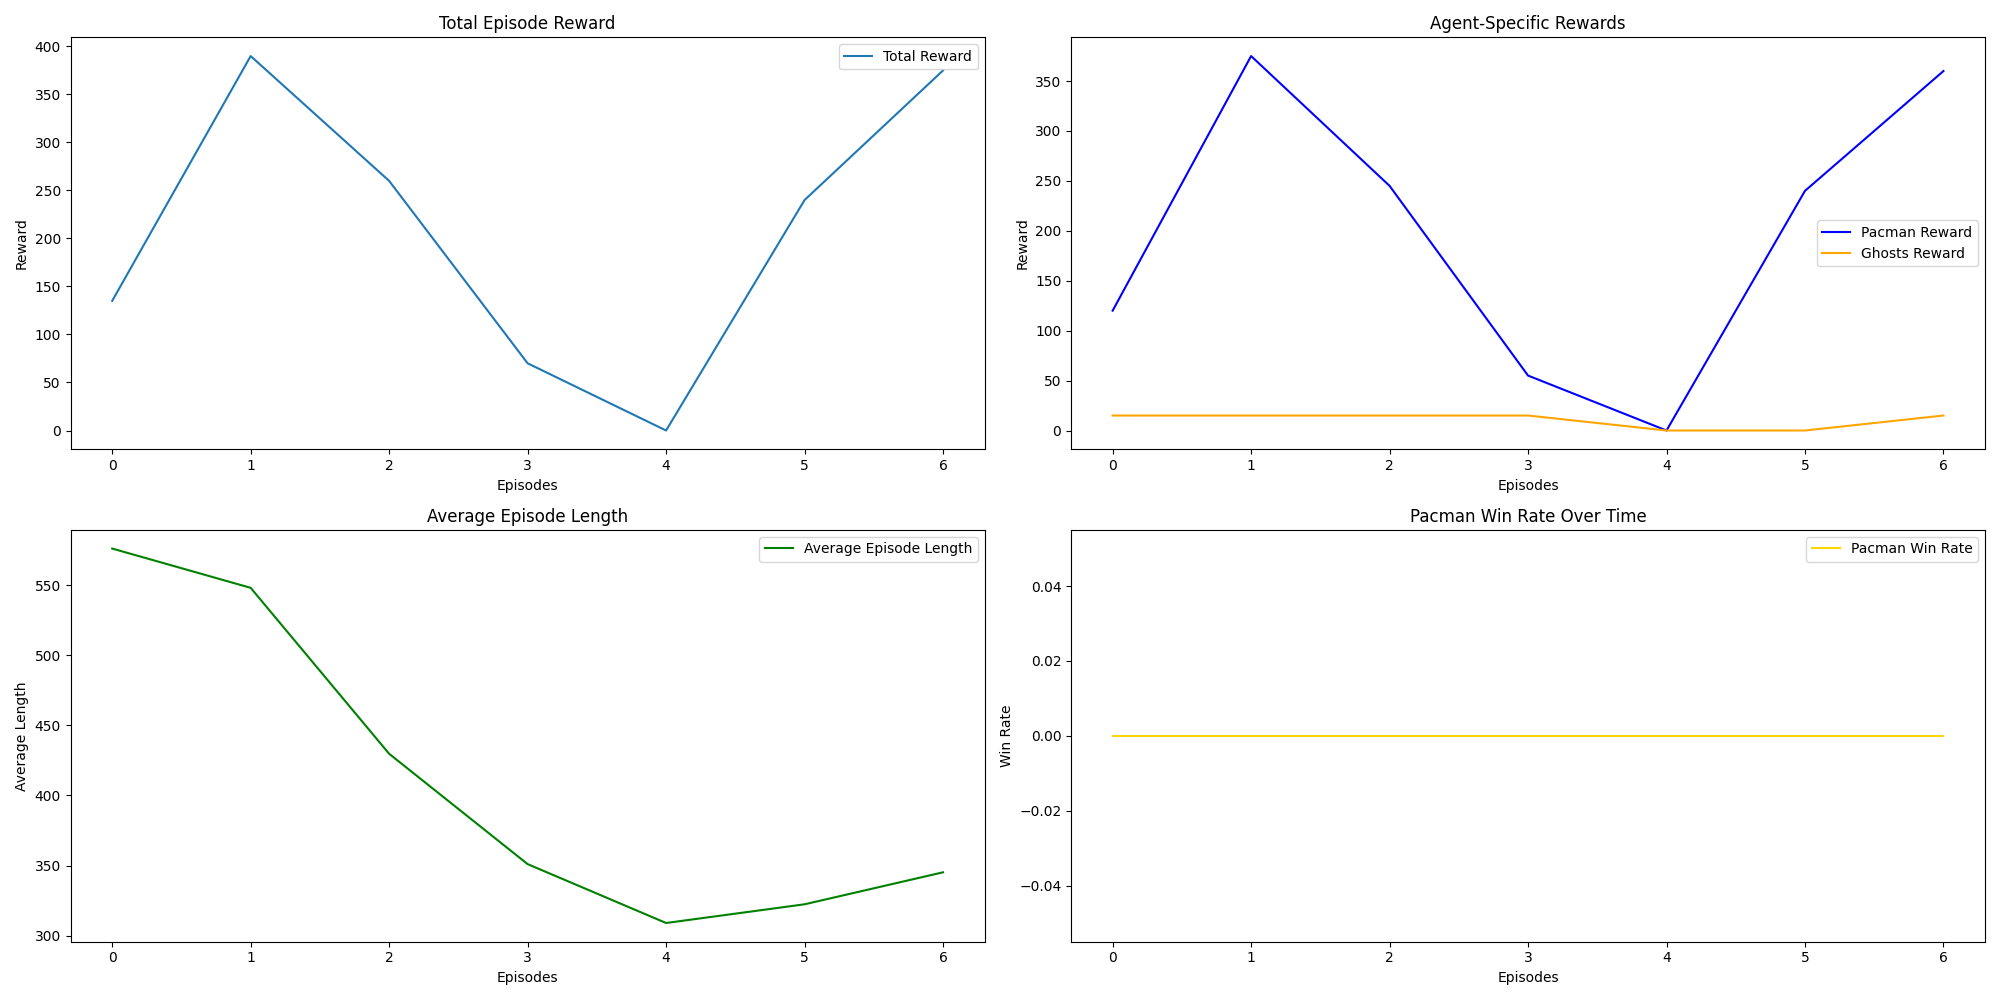 Total Episode Reward
Total Reward
400
350
300
250
200
150
100
50
0
Reward
0 1 2 3 4 5 6
Episodes
Agent-Specific Rewards
350
300
250
200
150
100
50
0
Reward
Pacman Reward
Ghosts Reward
0 1 2 3 4 5 6
Episodes
Average Episode Length
Average Episode Length
550
500
450
400
350
300
Average Length
0 1 2 3 4 5 6
Episodes
Pacman Win Rate Over Time
Pacman Win Rate
0.04
0.02
0.00
−0.02
−0.04
Win Rate
0 1 2 3 4 5 6
Episodes